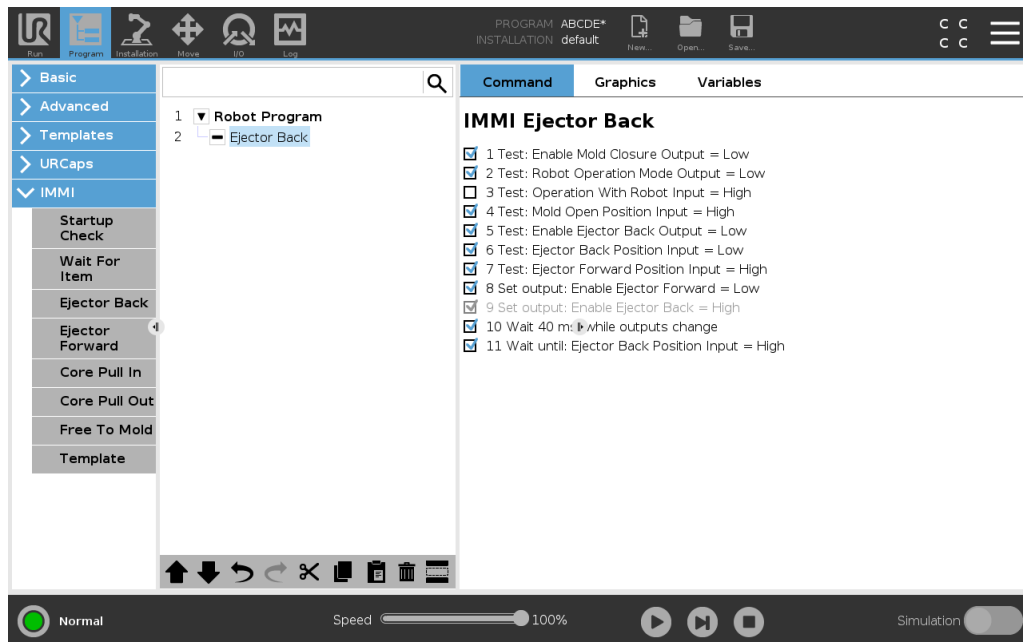 UR
PROGRAM ABCDE*
INSTALLATION default
Run
Program
Installation
Move
I/O
Log
New...
Open...
Save...
C C
C C
Basic
Advanced
Templates
URCaps
IMMI
Startup
Check
Wait For
Item
Ejector Back
Ejector
Forward
Core Pull In
Core Pull Out
Free To Mold
Template
1 Robot Program
2 Ejector Back
Command Graphics Variables
IMMI Ejector Back
1 Test: Enable Mold Closure Output = Low
2 Test: Robot Operation Mode Output = Low
3 Test: Operation With Robot Input = High
4 Test: Mold Open Position Input = High
5 Test: Enable Ejector Back Output = Low
6 Test: Ejector Back Position Input = Low
7 Test: Ejector Forward Position Input = High
8 Set output: Enable Ejector Forward = Low
9 Set output: Enable Ejector Back = High
10 Wait 40 ms while outputs change
11 Wait until: Ejector Back Position Input = High
Normal
Speed 100%
Simulation